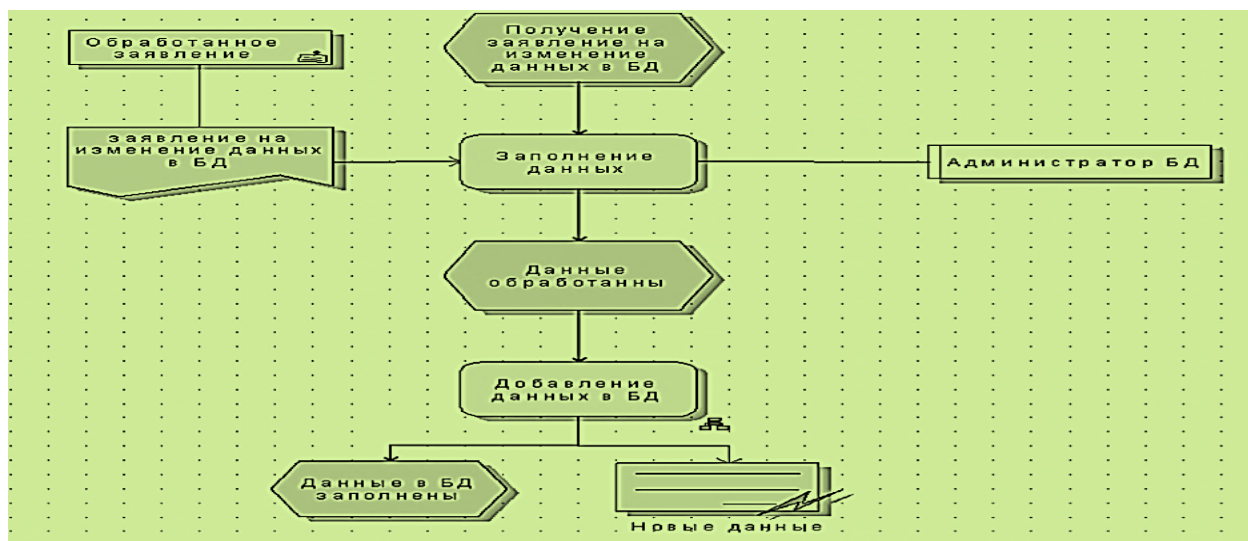 Обработанное
заявление
Получение
заявление на
изменение
данных в БД
заявление на
изменение данных
в БД
Заполнение
данных
Администратор БД
Данные
обработанны
Добавление
данных в БД
Данные в БД
заполнены
Новые данные